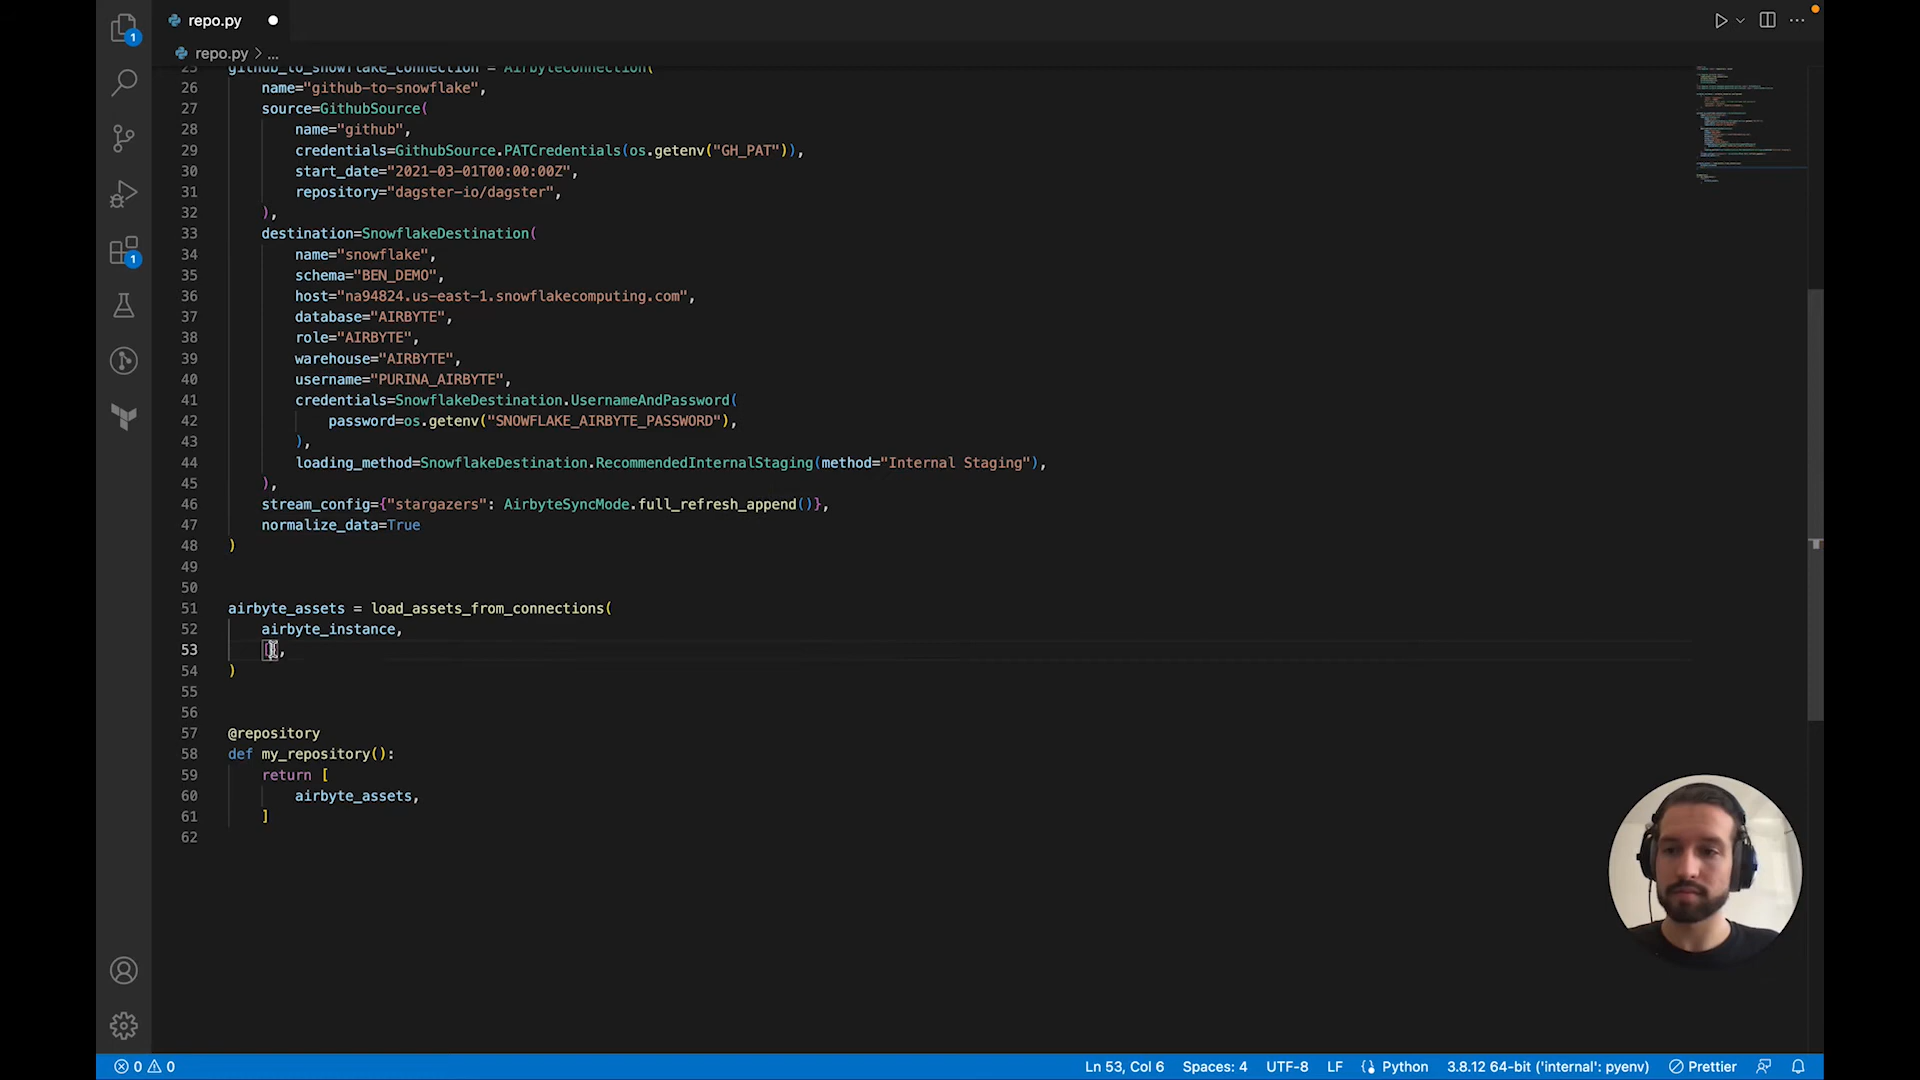 repo.py
repo.py > ...
1
25 github_to_snowflake_connection = AirbyteConnection(
26 name="github-to-snowflake",
27 source=GithubSource(
28 name="github",
29 credentials=GithubSource.PATCredentials(os.getenv("GH_PAT")),
30 start_date="2021-03-01T00:00:00Z",
31 repository="dagster-io/dagster",
32 ),
33 destination=SnowflakeDestination(
1
34 name="snowflake",
35 schema="BEN_DEMO",
36 host="na94824.us-east-1.snowflakecomputing.com",
37 database="AIRBYTE",
38 role="AIRBYTE",
39 warehouse="AIRBYTE",
40 username="PURINA_AIRBYTE",
41 credentials=SnowflakeDestination.UsernameAndPassword(
42 password=os.getenv("SNOWFLAKE_AIRBYTE_PASSWORD"),
43 ),
44 loading_method=SnowflakeDestination.RecommendedInternalStaging(method="Internal Staging"),
45 ),
46 stream_config={"stargazers": AirbyteSyncMode.full_refresh_append()},
47 normalize_data=True
48 )
49
50
51 airbyte_assets = load_assets_from_connections(
52 airbyte_instance,
53 [],
54 )
55
56
57 @repository
58 def my_repository():
59 return [
60 airbyte_assets,
61 ]
62
0 0 Ln 53, Col 6 Spaces: 4 UTF-8 LF Python 3.8.12 64-bit ('internal': pyenv) Prettier